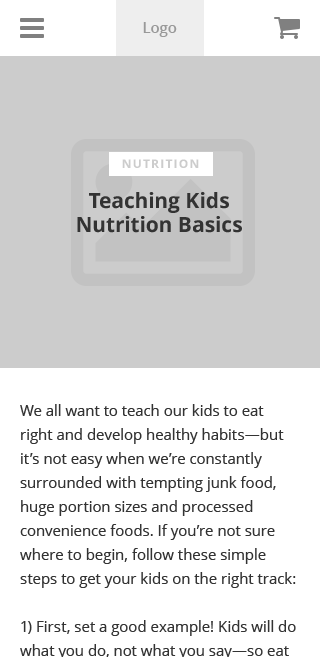 Logo
NUTRITION
Teaching Kids
Nutrition Basics
We all want to teach our kids to eat
right and develop healthy habits—but
it’s not easy when we’re constantly
surrounded with tempting junk food,
huge portion sizes and processed
convenience foods. If you’re not sure
where to begin, follow these simple
steps to get your kids on the right track:
1) First, set a good example! Kids will do
what you do, not what you say—so eat